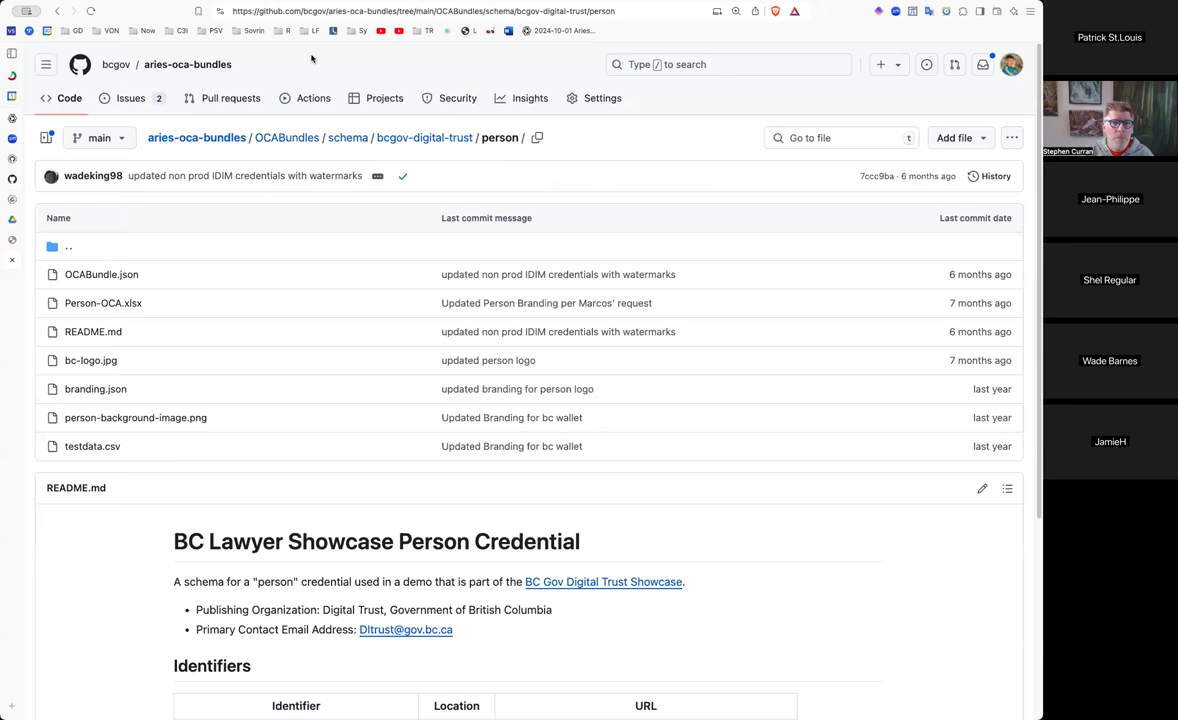 https://github.com/bcgov/aries-oca-bundles/tree/main/OCABundles/schema/bcgov-digital-trust/person
GD VON Now C3I PSV Sovrin R LF Sy TR L 2024-10-01 Aries...
bcgov / aries-oca-bundles
Type / to search
Code Issues 2 Pull requests Actions Projects Security Insights Settings
main
aries-oca-bundles / OCABundles / schema / bcgov-digital-trust / person /
Go to file t
Add file
wadeking98 updated non prod IDIM credentials with watermarks
7ccc9ba · 6 months ago History
Name Last commit message Last commit date
..
OCABundle.json updated non prod IDIM credentials with watermarks 6 months ago
Person-OCA.xlsx Updated Person Branding per Marcos' request 7 months ago
README.md updated non prod IDIM credentials with watermarks 6 months ago
bc-logo.jpg updated person logo 7 months ago
branding.json updated branding for person logo last year
person-background-image.png Updated Branding for bc wallet last year
testdata.csv Updated Branding for bc wallet last year
README.md
BC Lawyer Showcase Person Credential
A schema for a "person" credential used in a demo that is part of the BC Gov Digital Trust Showcase.
• Publishing Organization: Digital Trust, Government of British Columbia
• Primary Contact Email Address: DItrust@gov.bc.ca
Identifiers
Identifier Location URL
Patrick St.Louis
Stephen Curran
Jean-Philippe
Shel Regular
Wade Barnes
JamieH